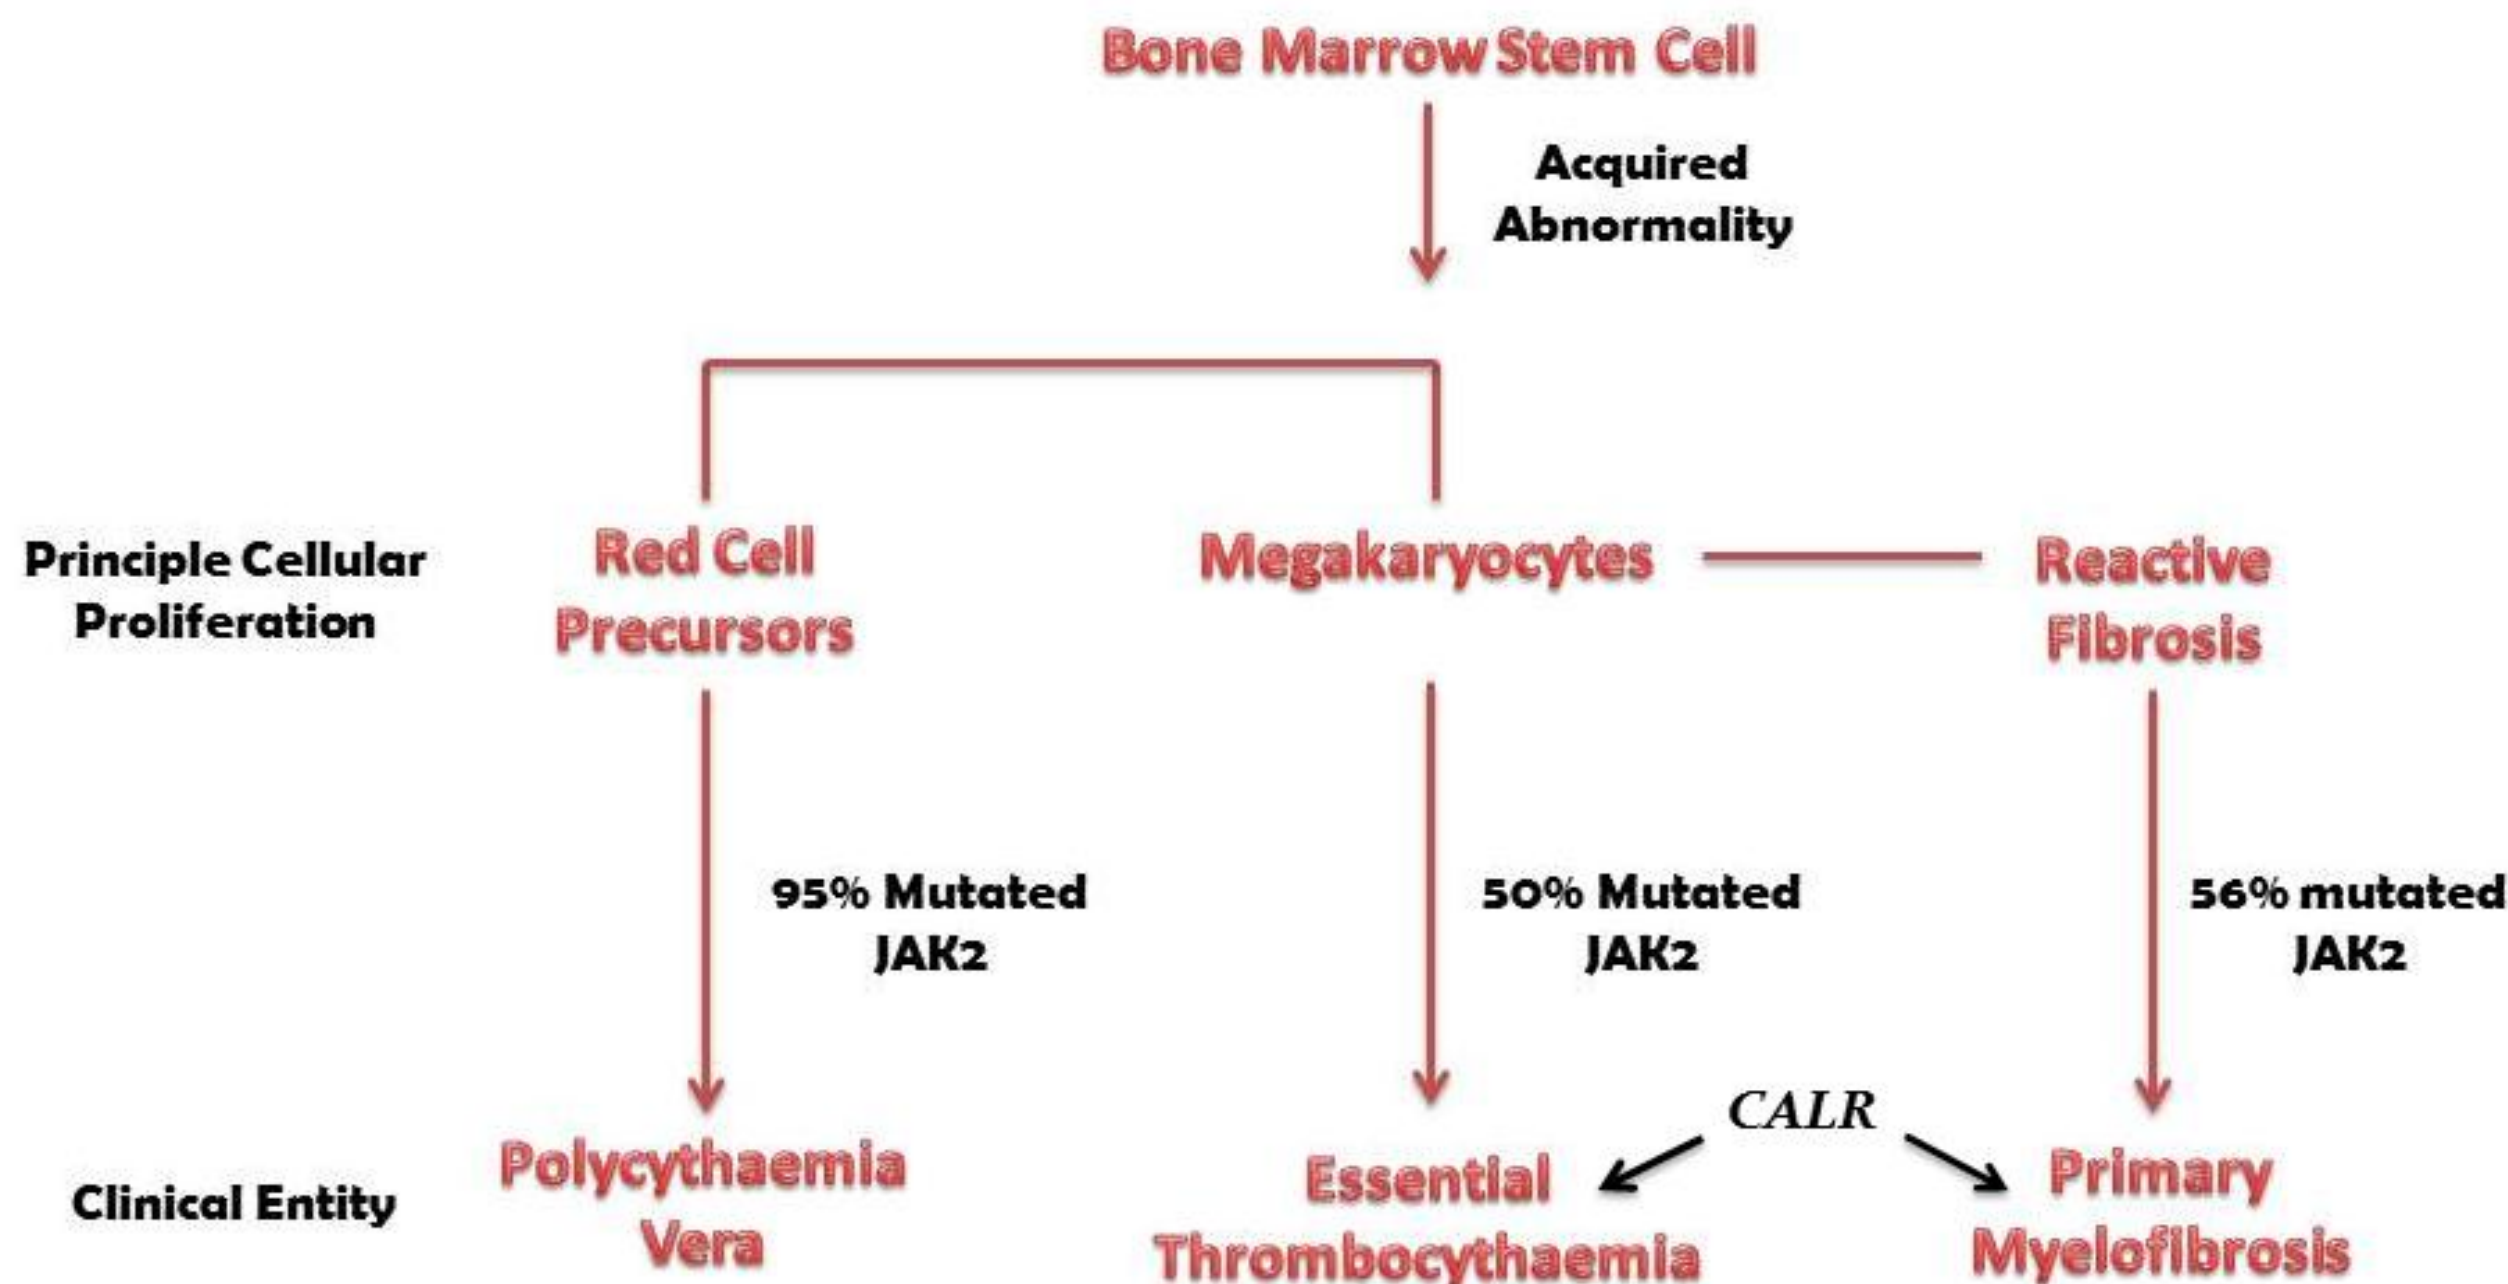 Bone Marrow Stem Cell
Acquired
Abnormality
Principle Cellular
Proliferation
Red Cell
Precursors
Megakaryocytes
Reactive
Fibrosis
95% Mutated
JAK2
50% Mutated
JAK2
56% mutated
JAK2
CALR
Clinical Entity
Polycythaemia
Vera
Essential
Thrombocythaemia
Primary
Myelofibrosis